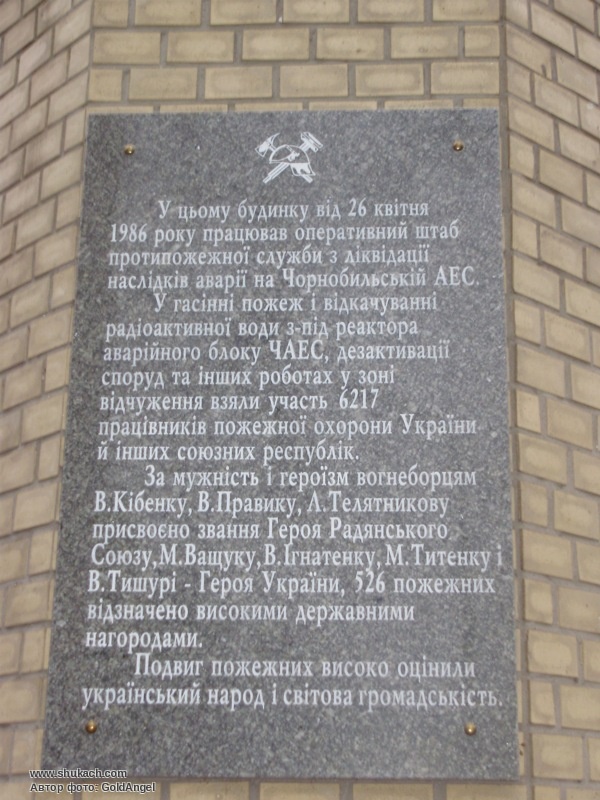 У цьому будинку від 26 квітня
1986 року працював оперативний штаб
протипожежної служби з ліквідації
наслідків аварії на Чорнобильській АЕС.
У гасінні пожеж і відкачуванні
радіоактивної води з-під реактора
аварійного блоку ЧАЕС, дезактивації
споруд та інших роботах у зоні
відчуження взяли участь 6217
працівників пожежної охорони України
й інших союзних республік.
За мужність і героїзм вогнеборцям
В.Кібенку, В.Правику, Л.Телятникову
присвоєно звання Героя Радянського
Союзу, М.Ващуку, В.Ігнатенку, М.Титенку і
В.Тишурі - Героя України, 526 пожежних
відзначено високими державними
нагородами.
Подвиг пожежних високо оцінили
український народ і світова громадськість.
www.shukach.com
Автор фото: GoldAngel